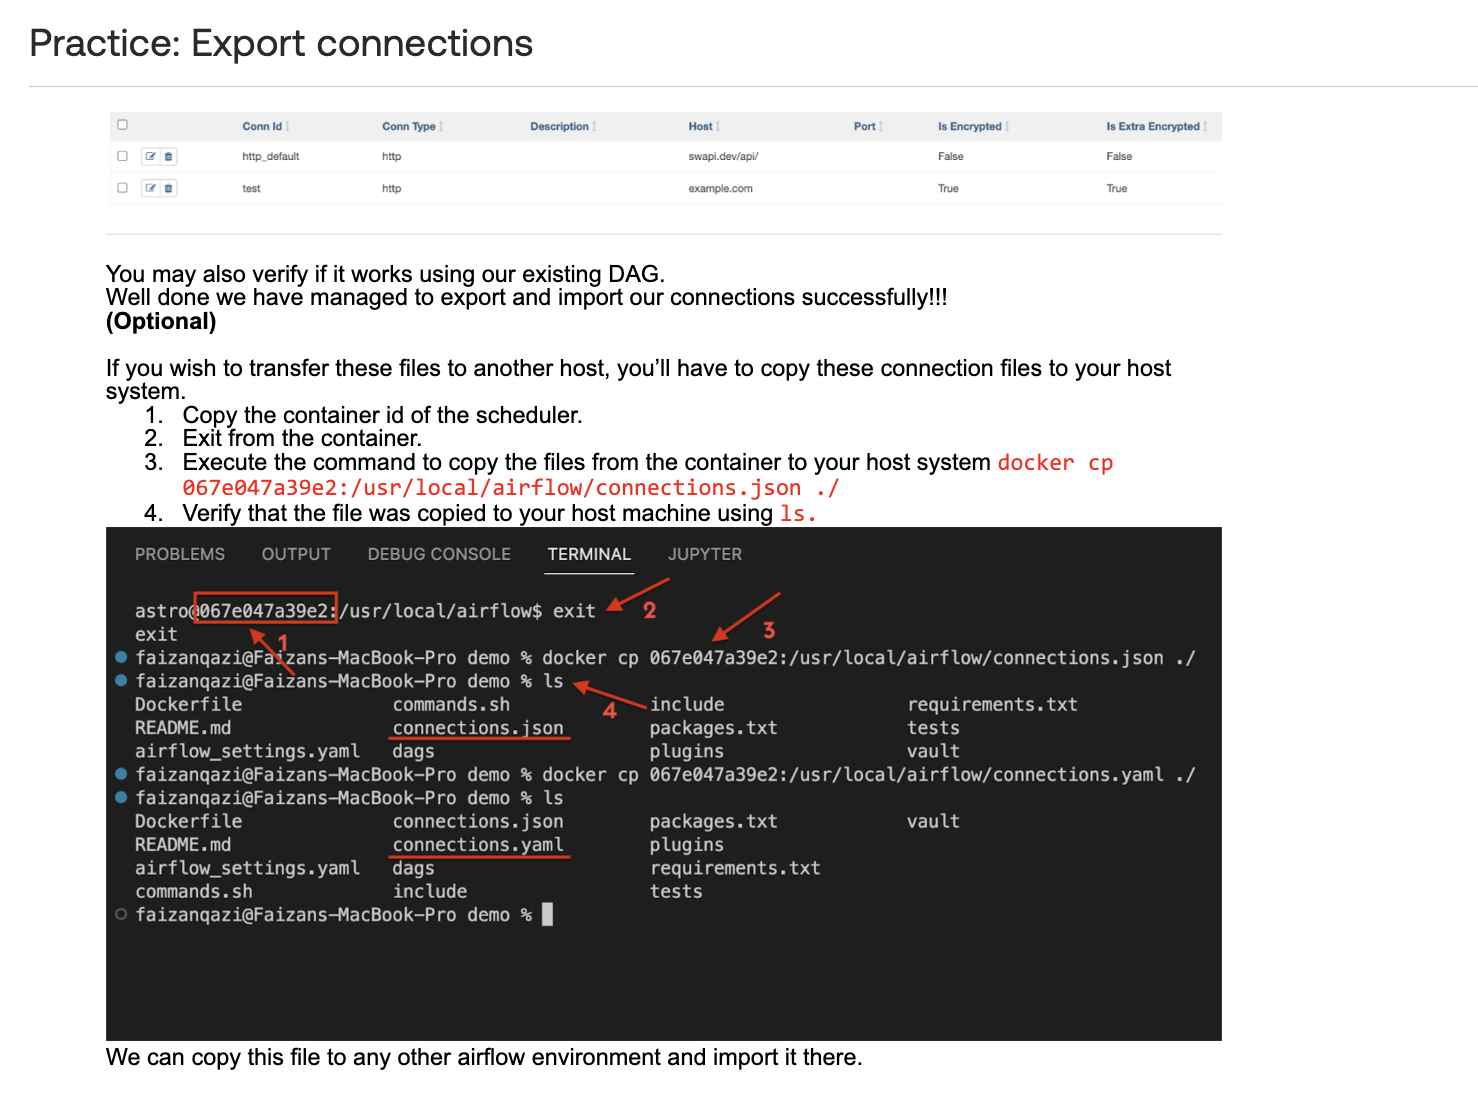 Practice: Export connections
Conn Id Conn Type Description Host Port Is Encrypted Is Extra Encrypted
http_default http swapi.dev/api/ False False
test http example.com True True
You may also verify if it works using our existing DAG.
Well done we have managed to export and import our connections successfully!!!
(Optional)
If you wish to transfer these files to another host, you’ll have to copy these connection files to your host
system.
1. Copy the container id of the scheduler.
2. Exit from the container.
3. Execute the command to copy the files from the container to your host system docker cp
067e047a39e2:/usr/local/airflow/connections.json ./
4. Verify that the file was copied to your host machine using ls.
PROBLEMS OUTPUT DEBUG CONSOLE TERMINAL JUPYTER
astro@067e047a39e2:/usr/local/airflow$ exit 2
exit 1 3
faizanqazi@Faizans-MacBook-Pro demo % docker cp 067e047a39e2:/usr/local/airflow/connections.json ./
faizanqazi@Faizans-MacBook-Pro demo % ls 4
Dockerfile commands.sh include requirements.txt
README.md connections.json packages.txt tests
airflow_settings.yaml dags plugins vault
faizanqazi@Faizans-MacBook-Pro demo % docker cp 067e047a39e2:/usr/local/airflow/connections.yaml ./
faizanqazi@Faizans-MacBook-Pro demo % ls
Dockerfile connections.json packages.txt vault
README.md connections.yaml plugins
airflow_settings.yaml dags requirements.txt
commands.sh include tests
faizanqazi@Faizans-MacBook-Pro demo %
We can copy this file to any other airflow environment and import it there.